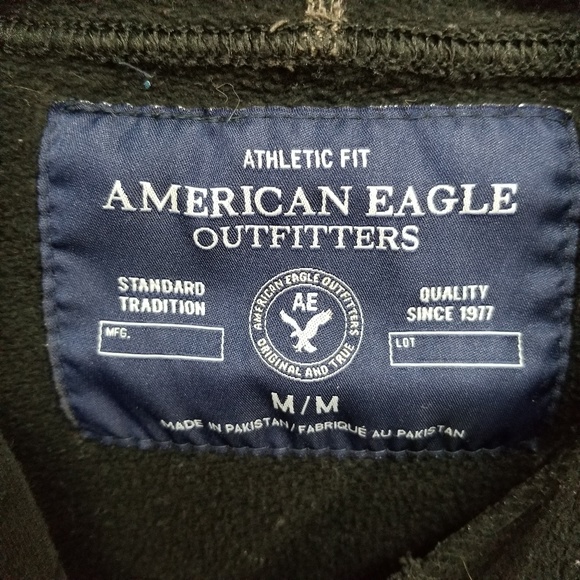 ATHLETIC FIT
AMERICAN EAGLE
OUTFITTERS
STANDARD
TRADITION
MFG.
AMERICAN EAGLE OUTFITTERS
AE
ORIGINAL AND TRUE
QUALITY
SINCE 1977
LOT
M/M
MADE IN PAKISTAN/FABRIQUÉ AU PAKISTAN